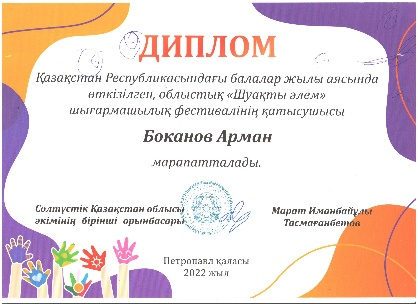 ДИПЛОМ
Қазақстан Республикасындағы балалар жылы аясында
өткізілген, облыстық «Шуақты әлем»
шығармашылық фестивалінің қатысушысы
Боканов Арман
марапатталады.
Солтүстік Қазақстан облысы
әкімінің бірінші орынбасары
Марат Иманбайұлы
Тасмағанбетов
Петропавл қаласы
2022 жыл